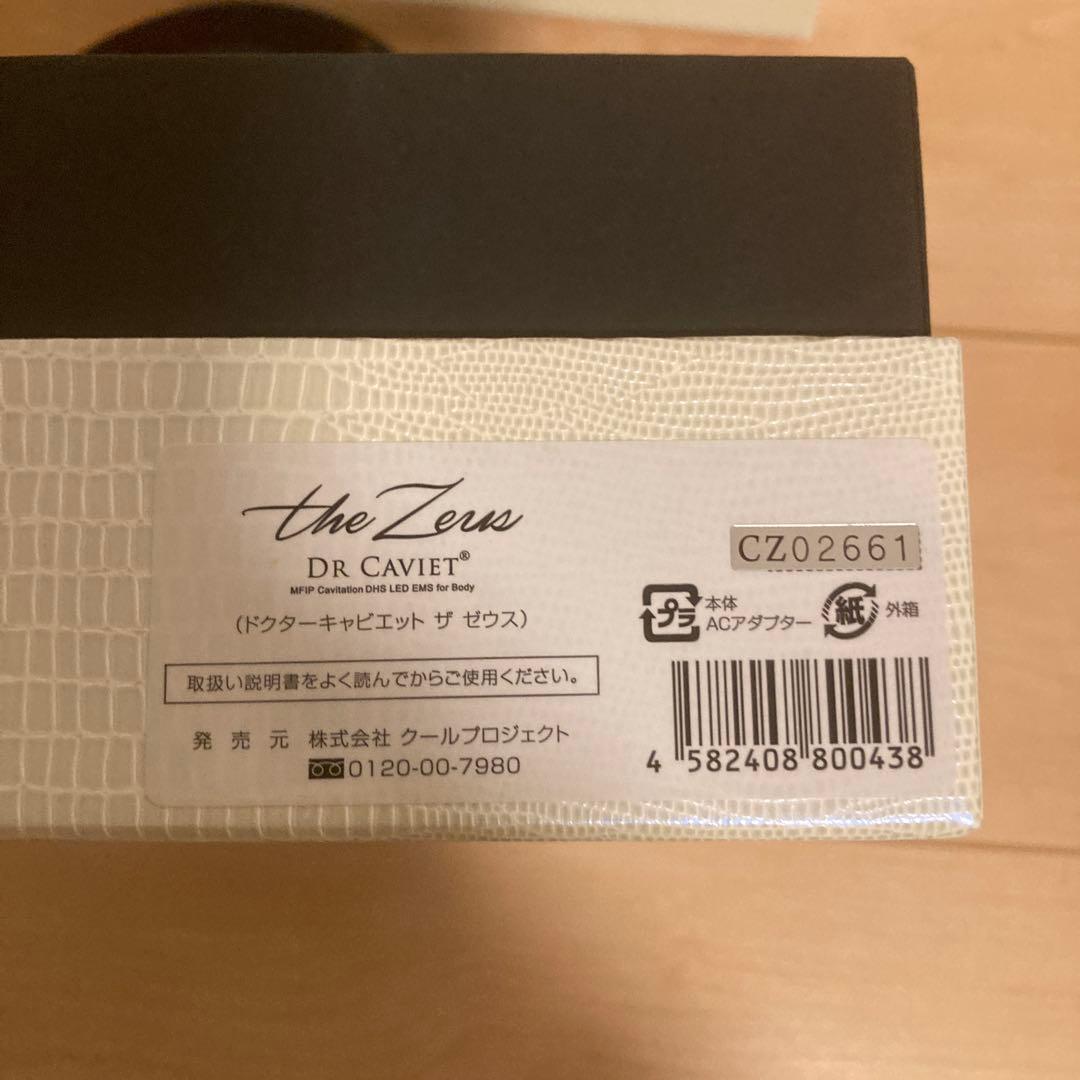 the Zeus
DR CAVIET®
MFIP Cavitation DHS LED EMS for Body
(ドクターキャビエット ザ ゼウス)
取扱い説明書をよく読んでからご使用ください。
発売元 株式会社 クールプロジェクト
0120-00-7980
CZ02661
プラ 本体
ACアダプター
紙 外箱
4 582408 800438